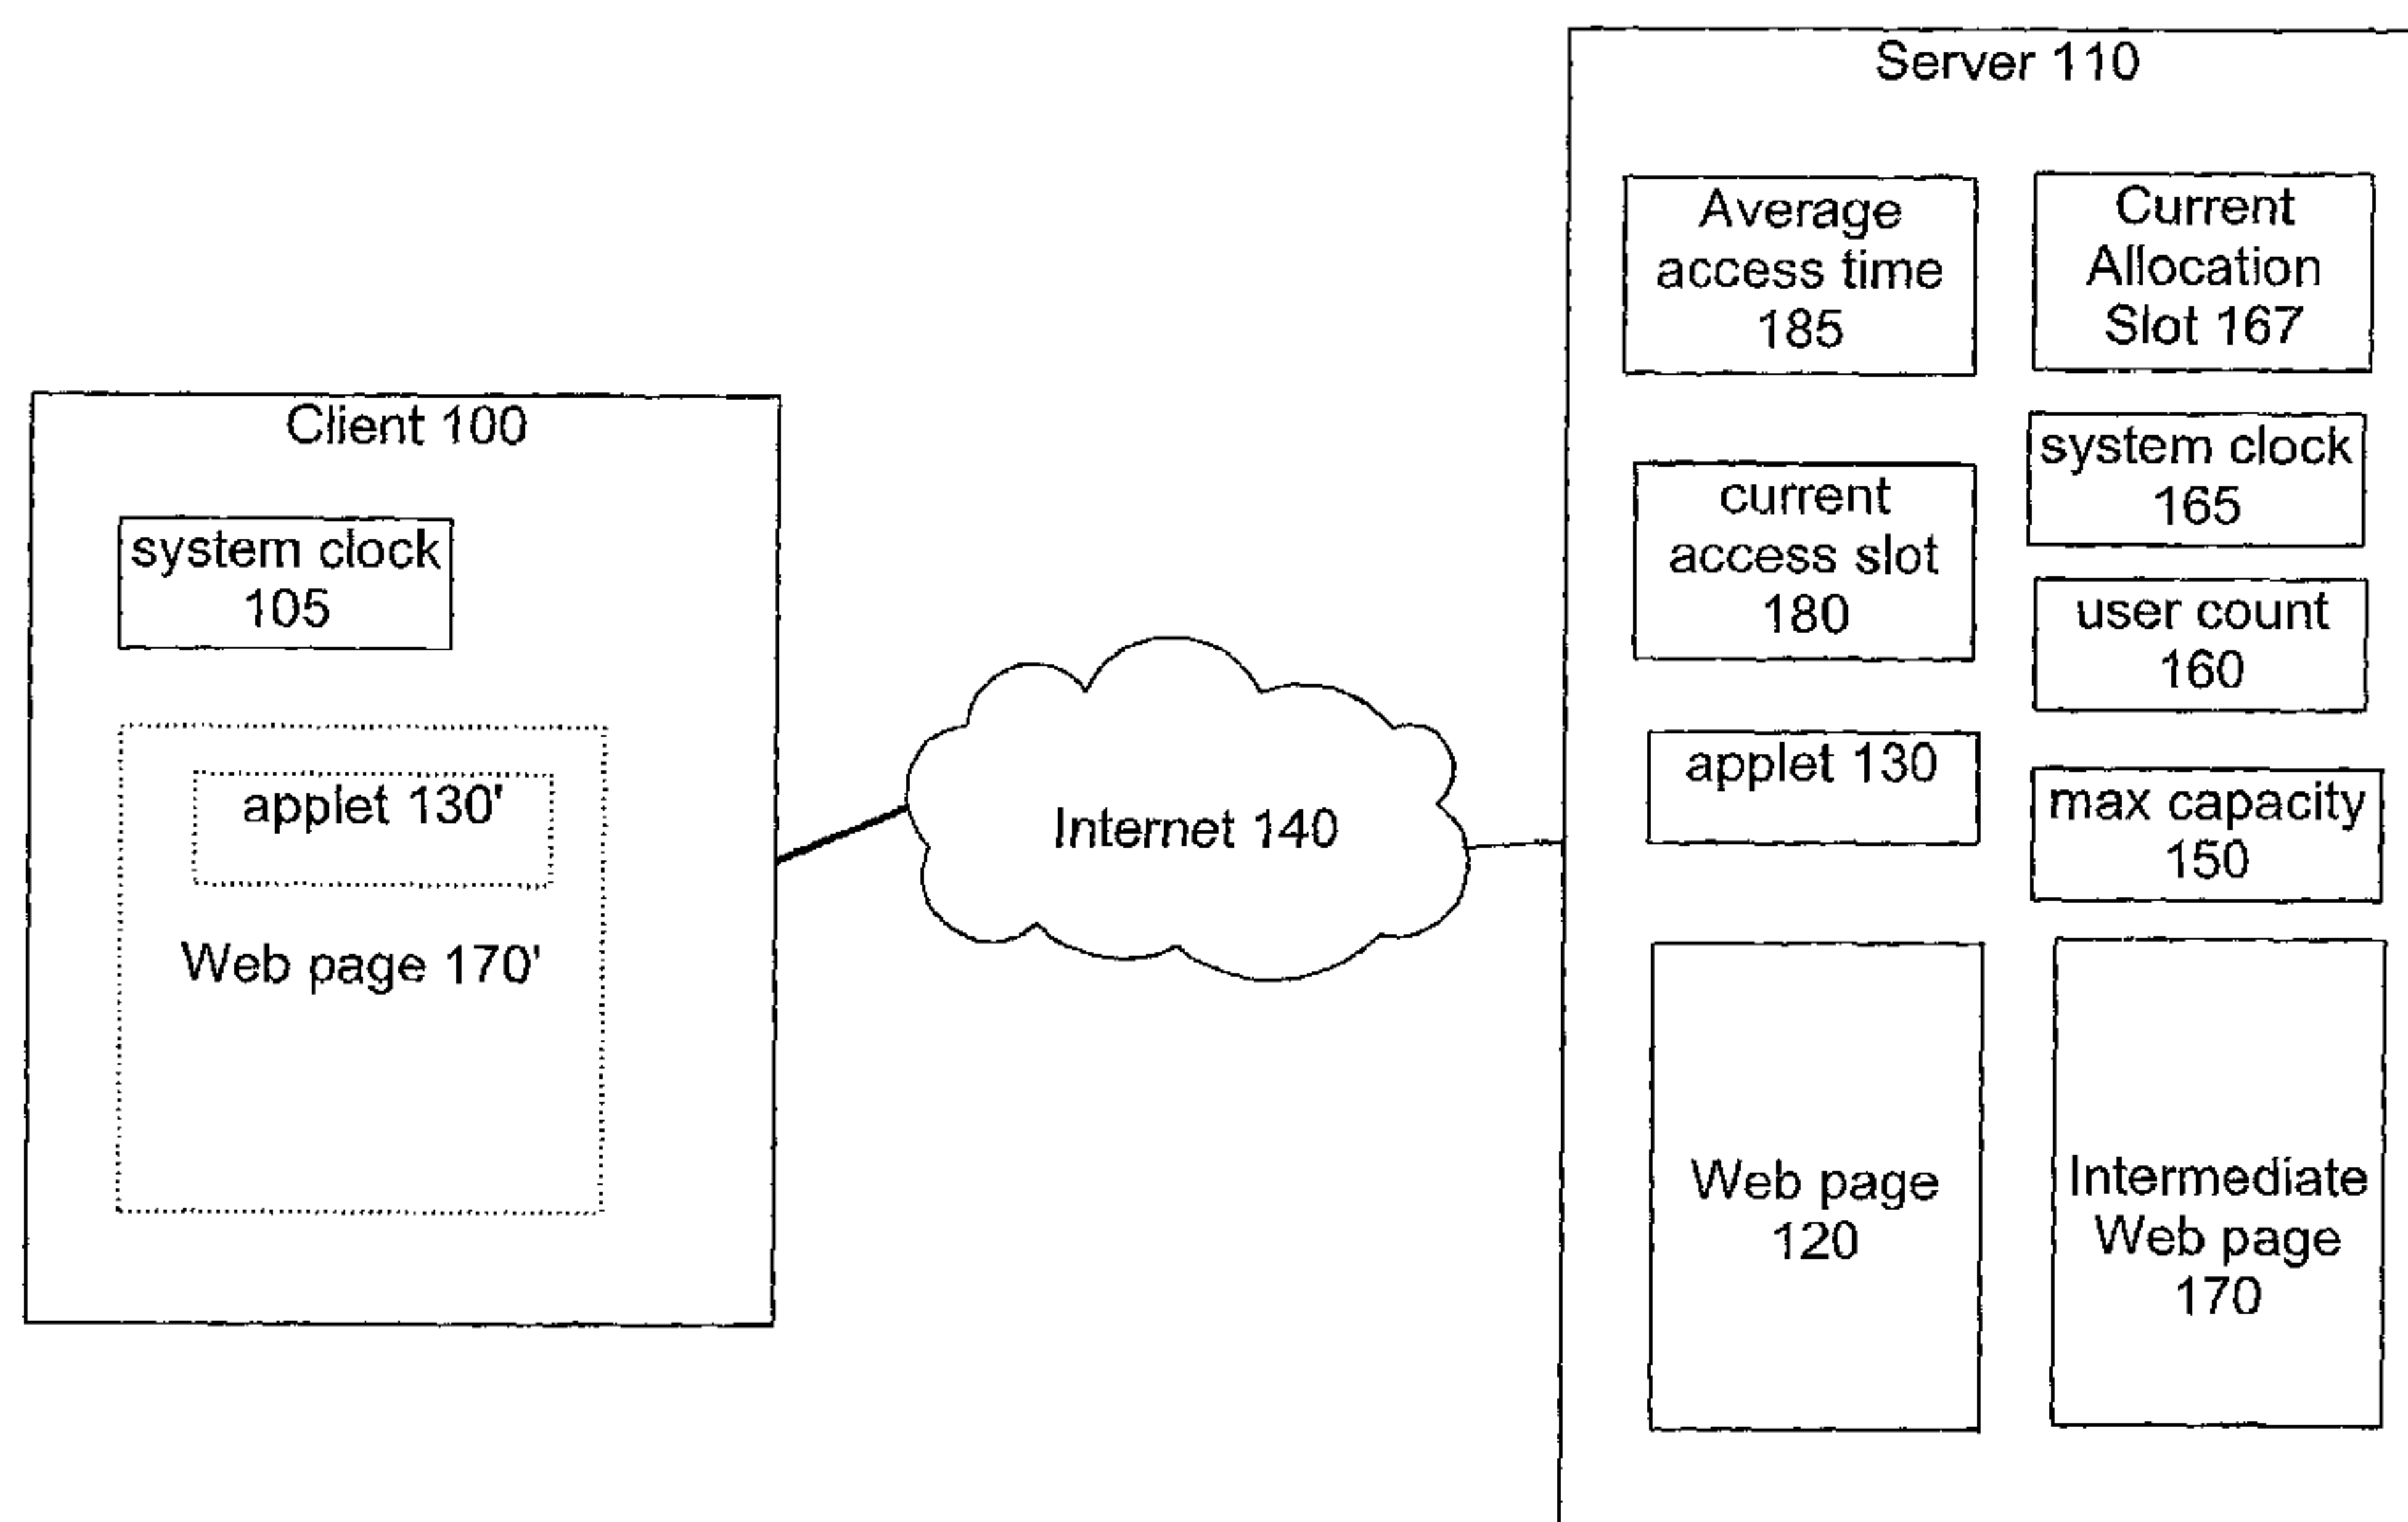 Server 110
Average
access time
185
Current
Allocation
Slot 167
Client 100
system clock
105
system clock
165
current
access slot
180
user count
160
applet 130
applet 130'
max capacity
150
Internet 140
Web page 170'
Web page
120
Intermediate
Web page
170